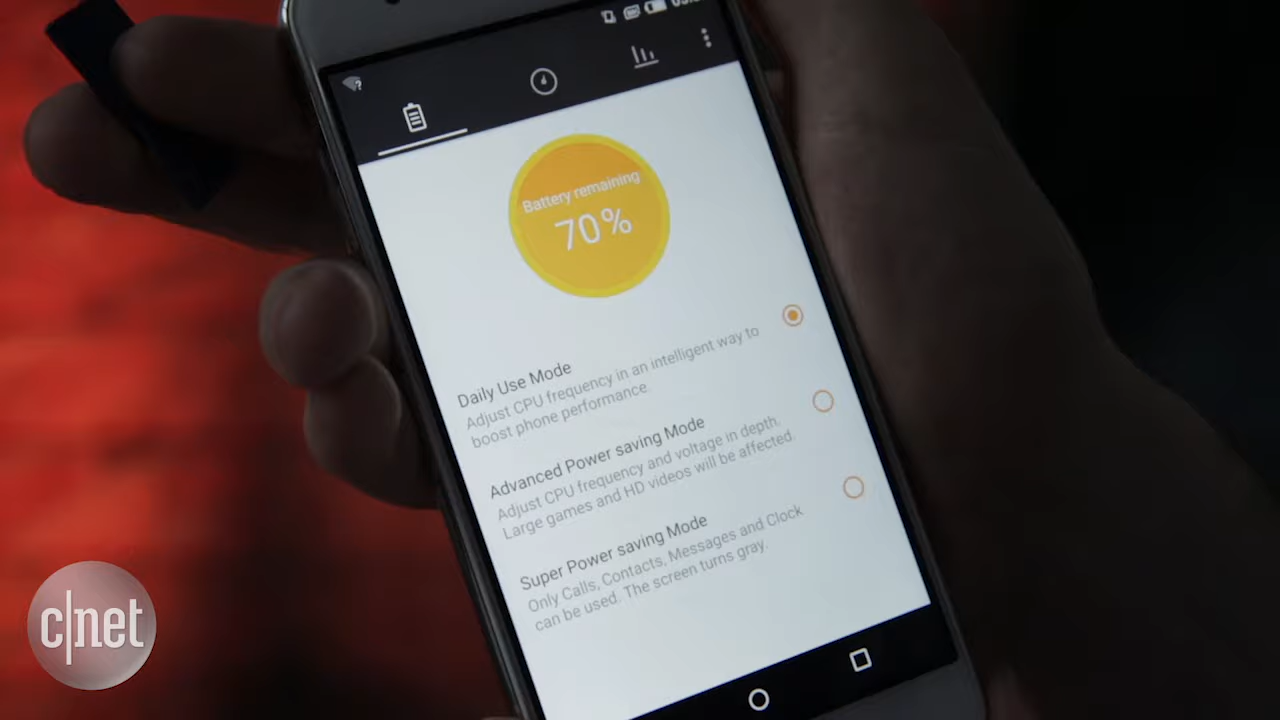 Battery remaining
70%
Daily Use Mode
Adjust CPU frequency in an intelligent way to
boost phone performance.
Advanced Power saving Mode
Adjust CPU frequency and voltage in depth.
Large games and HD videos will be affected.
Super Power saving Mode
Only Calls, Contacts, Messages and Clock
can be used. The screen turns gray.
c|net